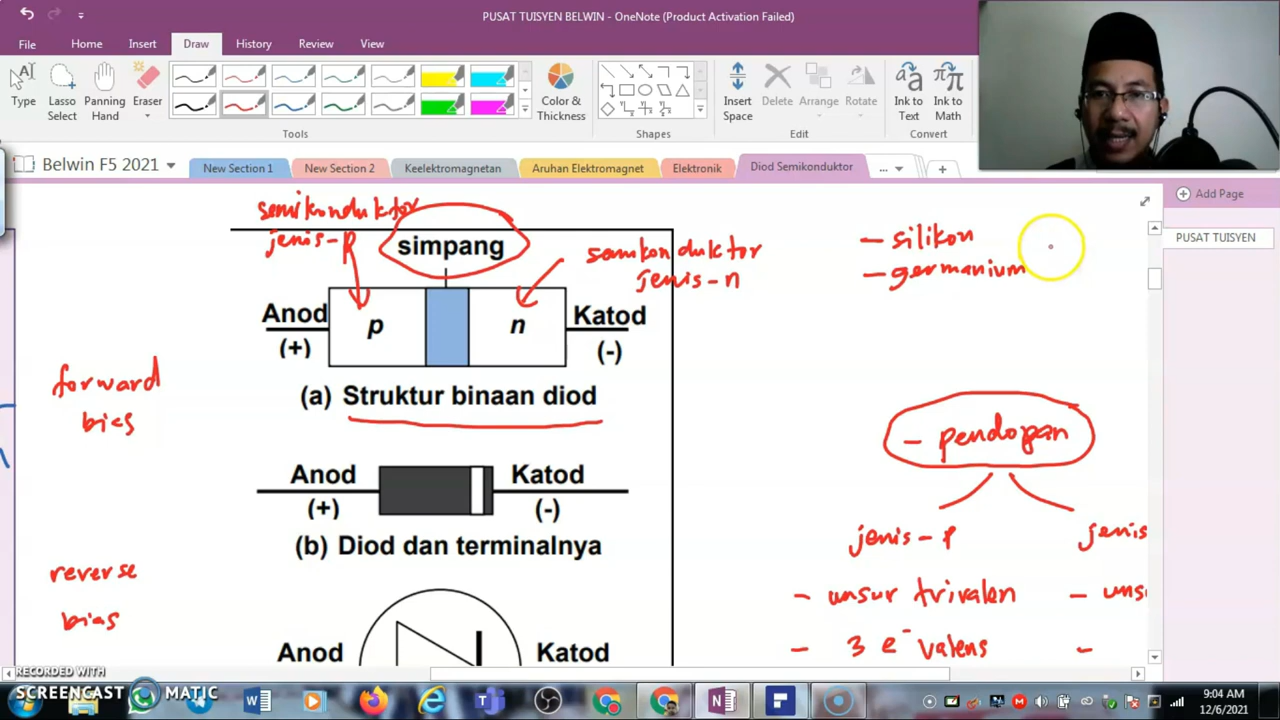 PUSAT TUISYEN BELWIN - OneNote (Product Activation Failed)
File Home Insert Draw History Review View
Type
Lasso Select
Panning Hand
Eraser
Color & Thickness
Insert Space
Delete
Arrange
Rotate
Ink to Text
Ink to Math
Tools
Shapes
Edit
Convert
Belwin F5 2021
New Section 1
New Section 2
Keelektromagnetan
Aruhan Elektromagnet
Elektronik
Diod Semikonduktor
...
Add Page
PUSAT TUISYEN
semikonduktor
jenis-p
simpang
semikonduktor
jenis-n
- silikon
- germanium
Anod
(+)
p
n
Katod
(-)
(a) Struktur binaan diod
forward
bias
- pendopan
Anod
(+)
Katod
(-)
(b) Diod dan terminalnya
jenis-p
jenis
reverse
bias
- unsur trivalen
- uns
- 3 e⁻ valens
-
Anod
Katod
RECORDED WITH
SCREENCAST MATIC
9:04 AM
12/6/2021